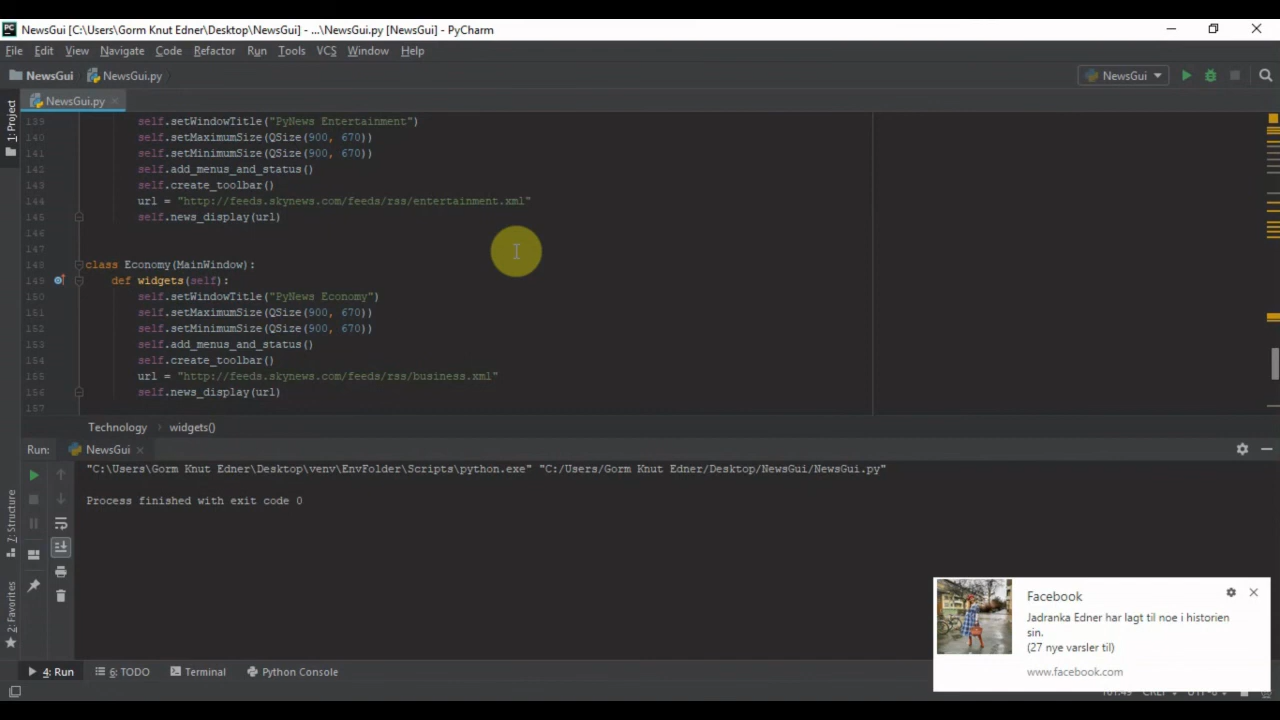 NewsGui [C:\Users\Gorm Knut Edner\Desktop\NewsGui] - ...\NewsGui.py [NewsGui] - PyCharm
File Edit View Navigate Code Refactor Run Tools VCS Window Help
NewsGui NewsGui.py NewsGui
NewsGui.py
1: Project
139 self.setWindowTitle("PyNews Entertainment")
140 self.setMaximumSize(QSize(900, 670))
141 self.setMinimumSize(QSize(900, 670))
142 self.add_menus_and_status()
143 self.create_toolbar()
144 url = "http://feeds.skynews.com/feeds/rss/entertainment.xml"
145 self.news_display(url)
146
147
148 class Economy(MainWindow):
149 def widgets(self):
150 self.setWindowTitle("PyNews Economy")
151 self.setMaximumSize(QSize(900, 670))
152 self.setMinimumSize(QSize(900, 670))
153 self.add_menus_and_status()
154 self.create_toolbar()
155 url = "http://feeds.skynews.com/feeds/rss/business.xml"
156 self.news_display(url)
157
Technology widgets()
Run: NewsGui
"C:\Users\Gorm Knut Edner\Desktop\venv\EnvFolder\Scripts\python.exe" "C:/Users/Gorm Knut Edner/Desktop/NewsGui/NewsGui.py"
Process finished with exit code 0
7: Structure
2: Favorites
Facebook
Jadranka Edner har lagt til noe i historien
sin.
(27 nye varsler til)
www.facebook.com
4: Run 6: TODO Terminal Python Console